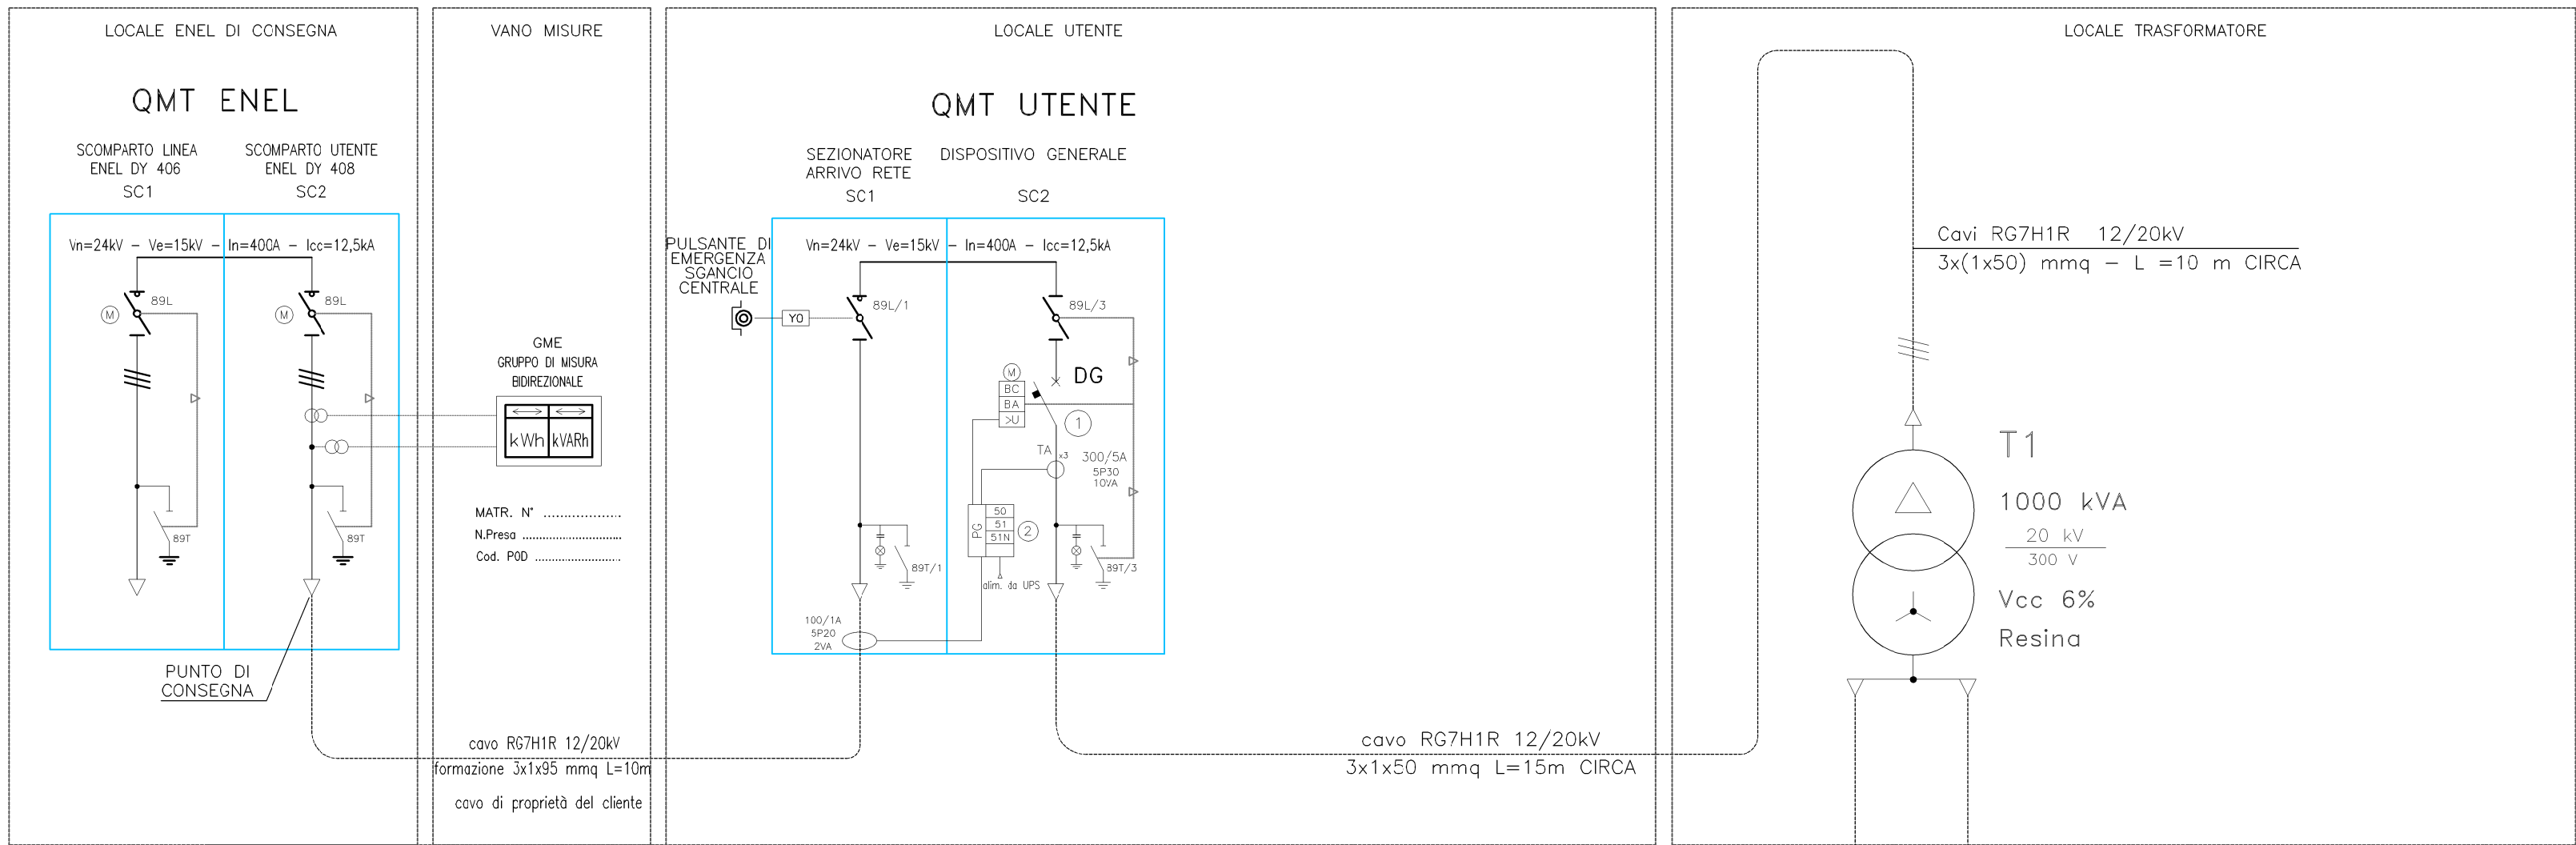 LOCALE ENEL DI CONSEGNA
QMT ENEL
SCOMPARTO LINEA
ENEL DY 406
SC1
SCOMPARTO UTENTE
ENEL DY 408
SC2
Vn=24kV – Ve=15kV – In=400A – Icc=12,5kA
89L
M
89L
M
89T
89T
PUNTO DI
CONSEGNA
VANO MISURE
GME
GRUPPO DI MISURA
BIDIREZIONALE
kWh
kVARh
MATR. N°
N.Presa
Cod. POD
cavo RG7H1R 12/20kV
formazione 3x1x95 mmq L=10m
cavo di proprietà del cliente
LOCALE UTENTE
QMT UTENTE
SEZIONATORE
ARRIVO RETE
SC1
DISPOSITIVO GENERALE
SC2
PULSANTE DI
EMERGENZA
SGANCIO
CENTRALE
Vn=24kV – Ve=15kV – In=400A – Icc=12,5kA
Y0
89L/1
89L/3
M
DG
BC
BA
>U
1
TA x3
300/5A
5P30
10VA
PG
50
51
51N
2
alim. da UPS
89T/1
89T/3
100/1A
5P20
2VA
cavo RG7H1R 12/20kV
3x1x50 mmq L=15m CIRCA
LOCALE TRASFORMATORE
Cavi RG7H1R 12/20kV
3x(1x50) mmq – L =10 m CIRCA
T1
1000 kVA
20 kV
300 V
Vcc 6%
Resina